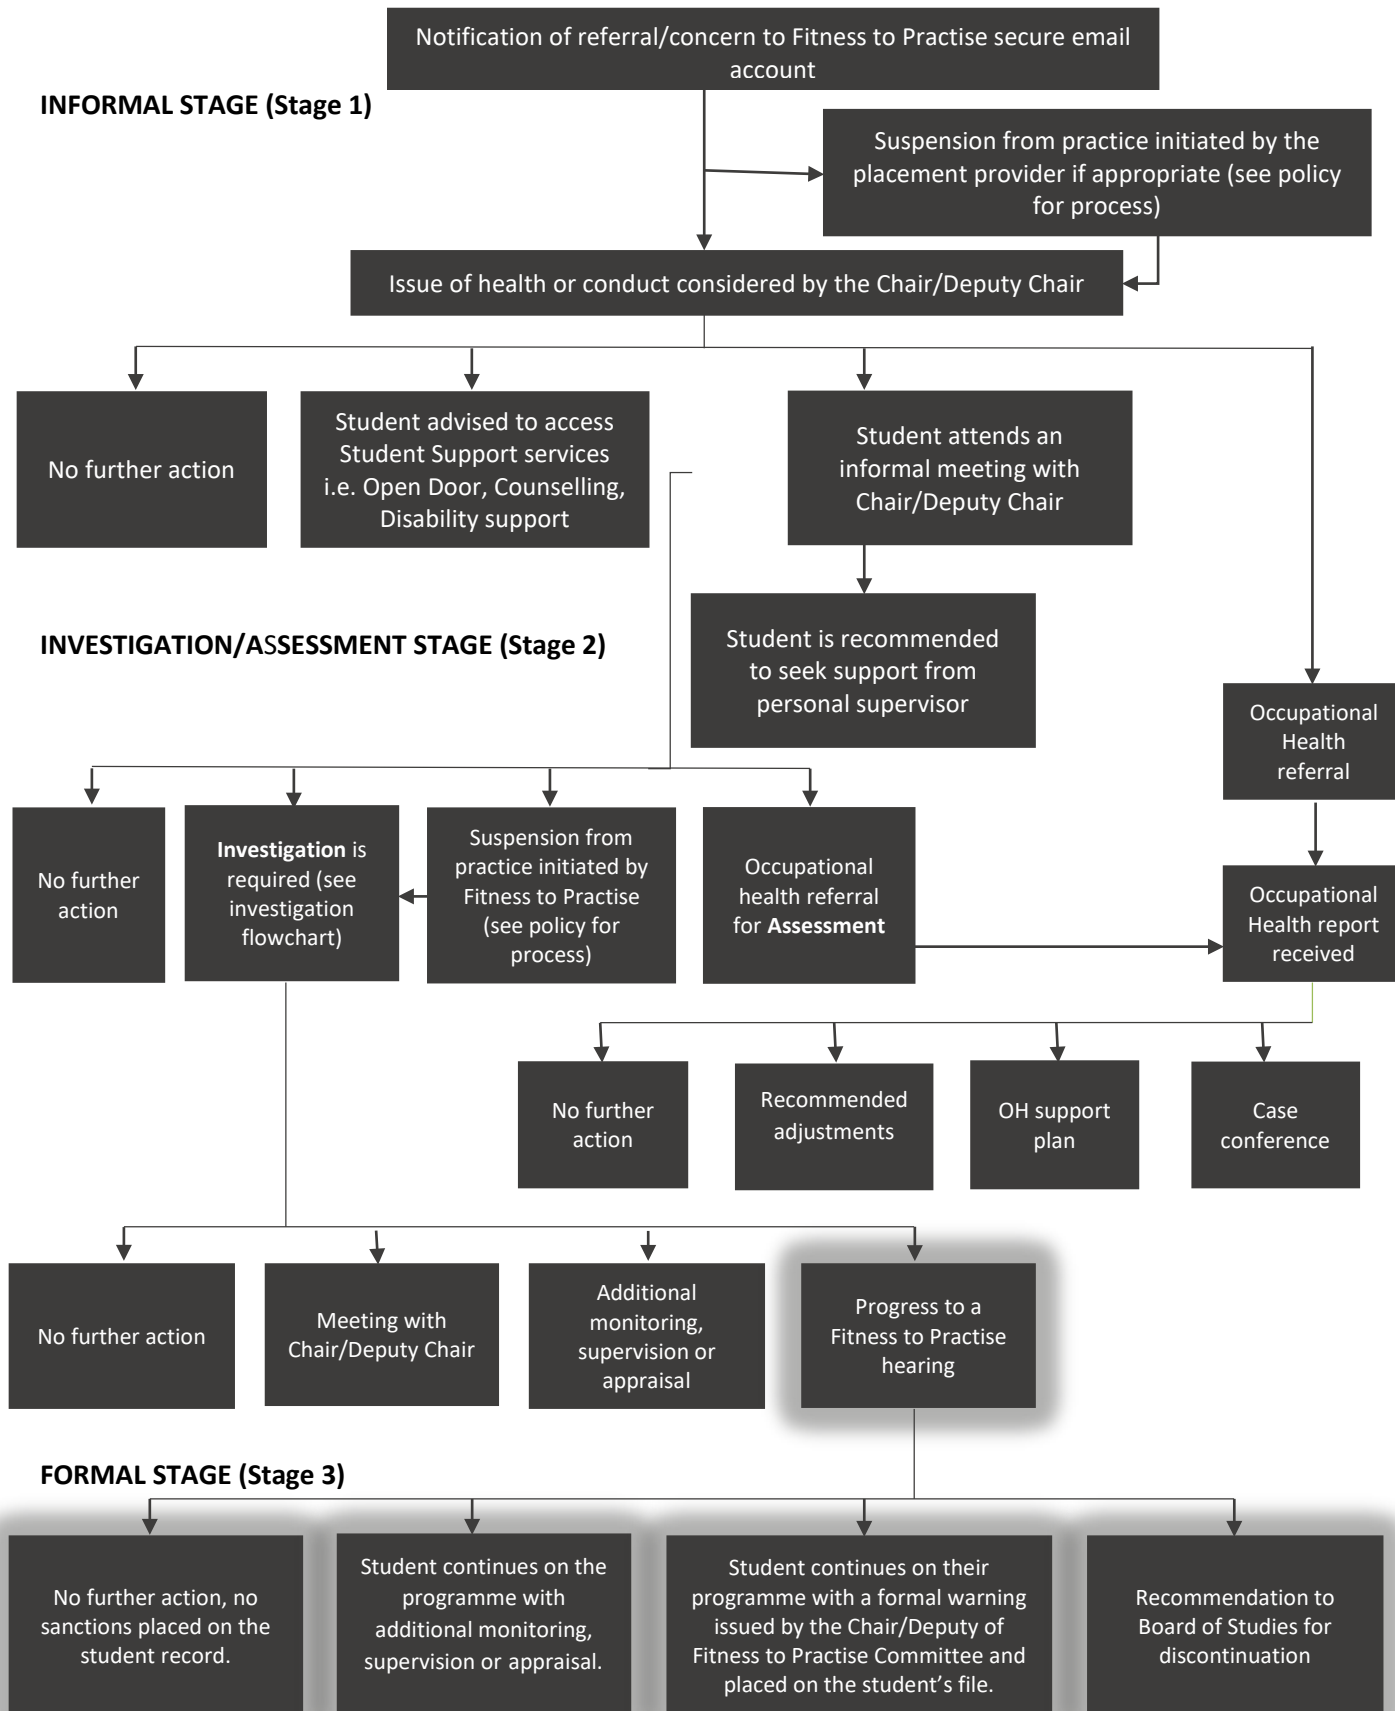 Notification of referral/concern to Fitness to Practise secure email
account
INFORMAL STAGE (Stage 1)
Suspension from practice initiated by the
placement provider if appropriate (see policy
for process)
Issue of health or conduct considered by the Chair/Deputy Chair
No further action
Student advised to access
Student Support services
i.e. Open Door, Counselling,
Disability support
Student attends an
informal meeting with
Chair/Deputy Chair
INVESTIGATION/ASSESSMENT STAGE (Stage 2)
Student is recommended
to seek support from
personal supervisor
Occupational
Health
referral
No further
action
Investigation is
required (see
investigation
flowchart)
Suspension from
practice initiated by
Fitness to Practise
(see policy for
process)
Occupational
health referral
for Assessment
Occupational
Health report
received
No further
action
Recommended
adjustments
OH support
plan
Case
conference
No further action
Meeting with
Chair/Deputy Chair
Additional
monitoring,
supervision or
appraisal
Progress to a
Fitness to Practise
hearing
FORMAL STAGE (Stage 3)
No further action, no
sanctions placed on the
student record.
Student continues on the
programme with
additional monitoring,
supervision or appraisal.
Student continues on their
programme with a formal warning
issued by the Chair/Deputy of
Fitness to Practise Committee and
placed on the student’s file.
Recommendation to
Board of Studies for
discontinuation